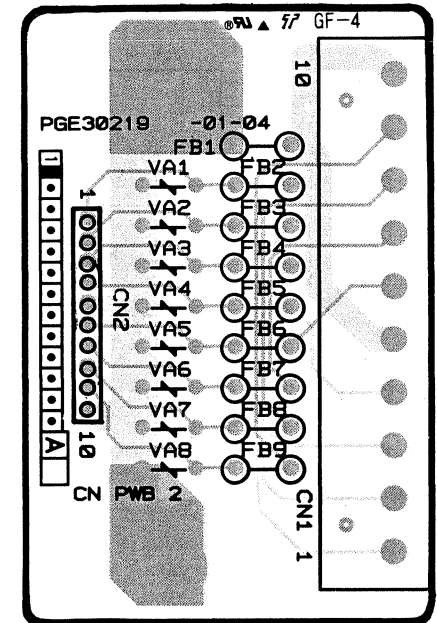 GF-4
10
PGE30219 -01-04
FB1
VA1
FB2
1
1
VA2
FB3
VA3
FB4
VA4
FB5
CN2
VA5
FB6
VA6
FB7
VA7
FB8
A
10
VA8
FB9
CN PWB 2
CN1
1